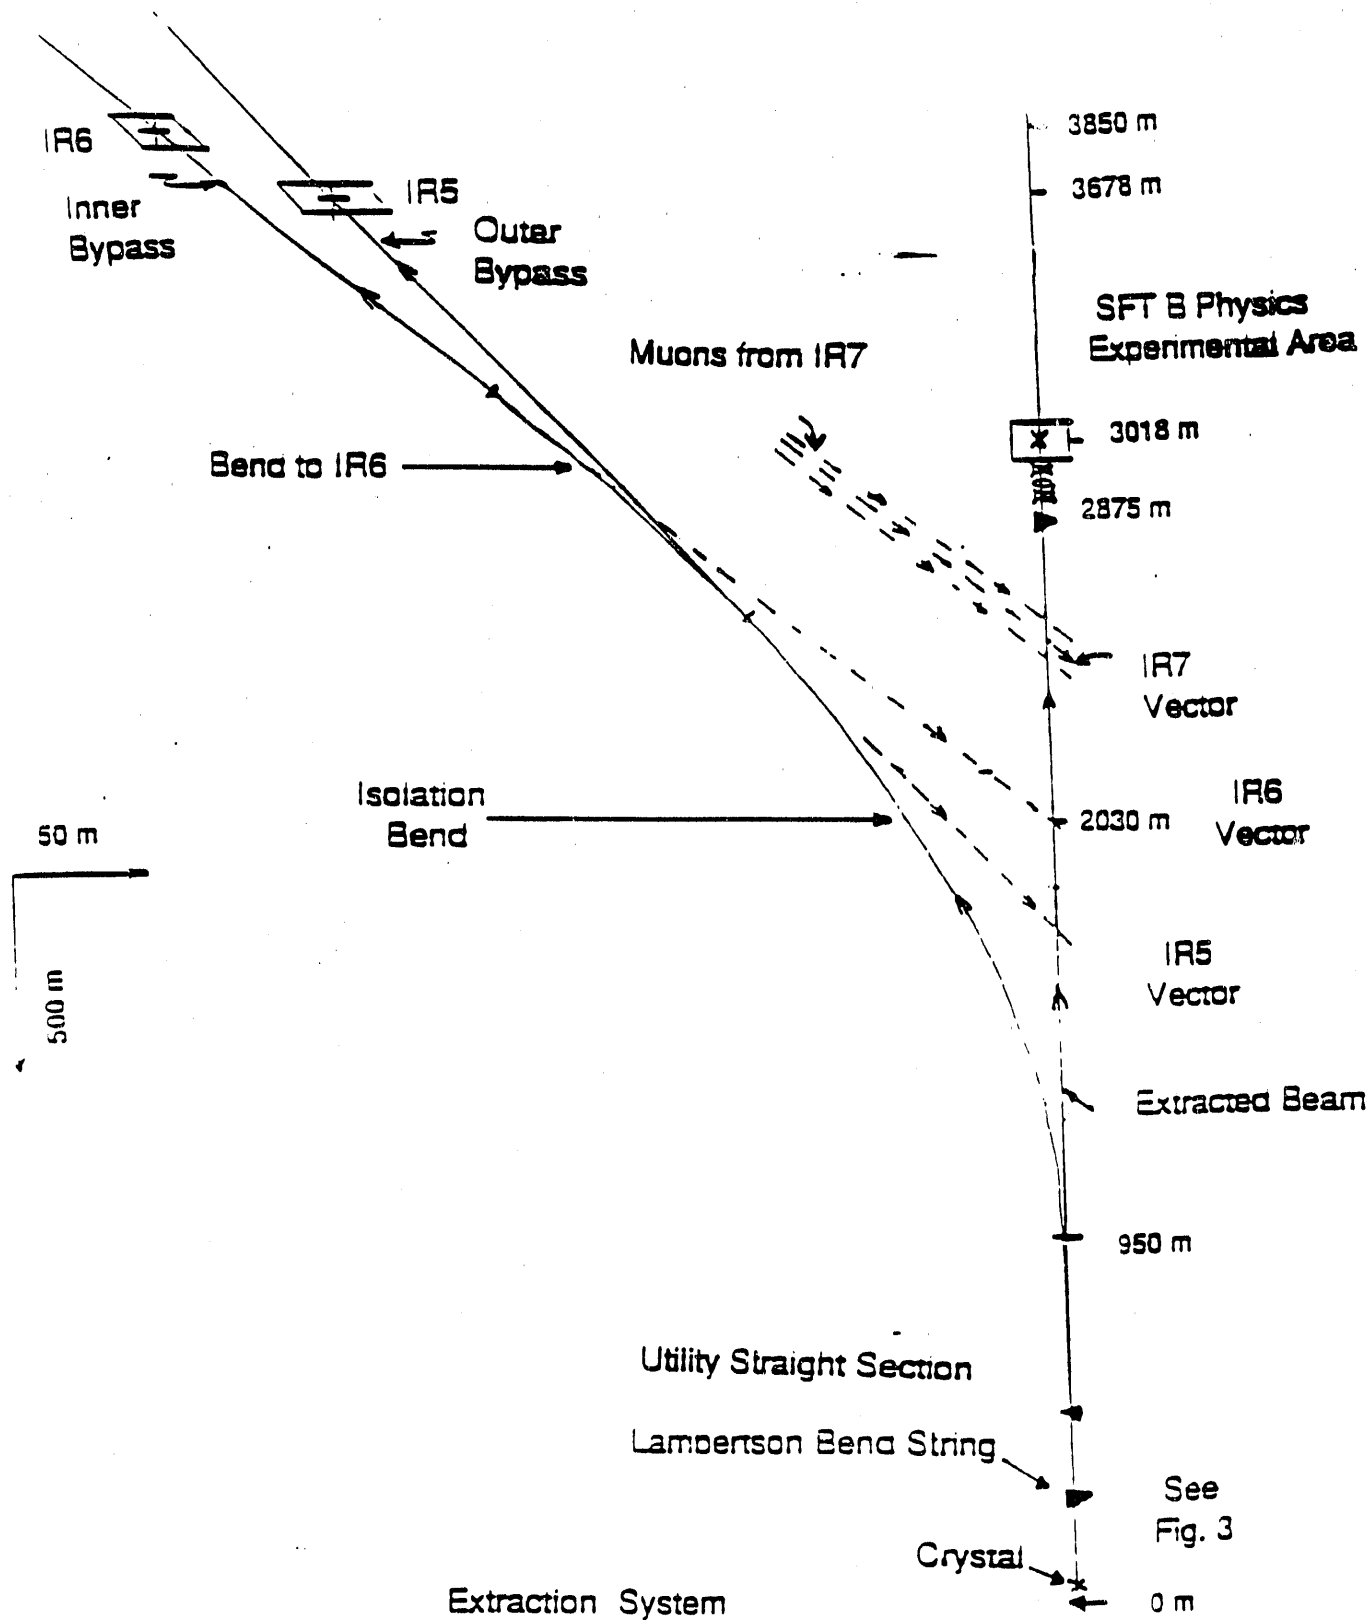 3850 m
IR6
3678 m
IR5
Inner
Bypass
Outer
Bypass
SFT B Physics
Experimental Area
Muons from IR7
3018 m
Bend to IR6
2875 m
IR7
Vector
Isolation
Bend
IR6
Vector
2030 m
50 m
500 m
IR5
Vector
Extracted Beam
950 m
Utility Straight Section
Lambertson Bend String
See
Fig. 3
Crystal
0 m
Extraction System